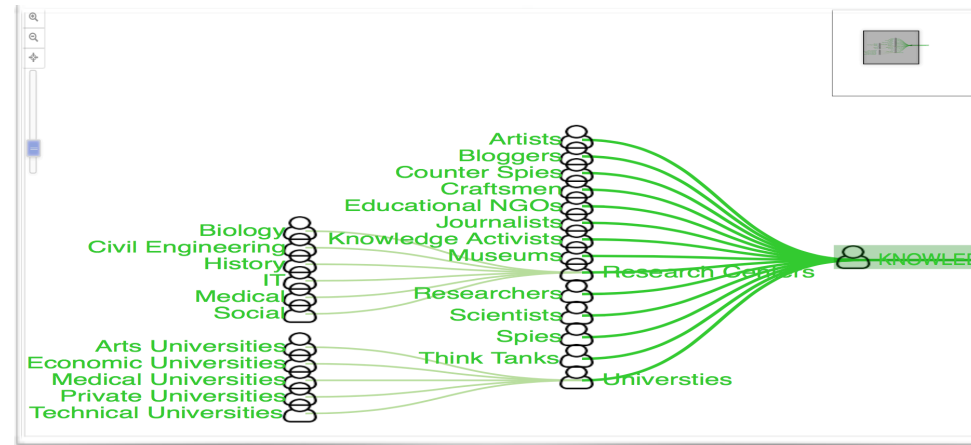 Artists
Bloggers
Counter Spies
Craftsmen
Educational NGOs
Journalists
Knowledge Activists
Museums
Research Centers
Researchers
Scientists
Spies
Think Tanks
Universties
Biology
Civil Engineering
History
IT
Medical
Social
Arts Universities
Economic Universities
Medical Universities
Private Universities
Technical Universities
KNOWLED